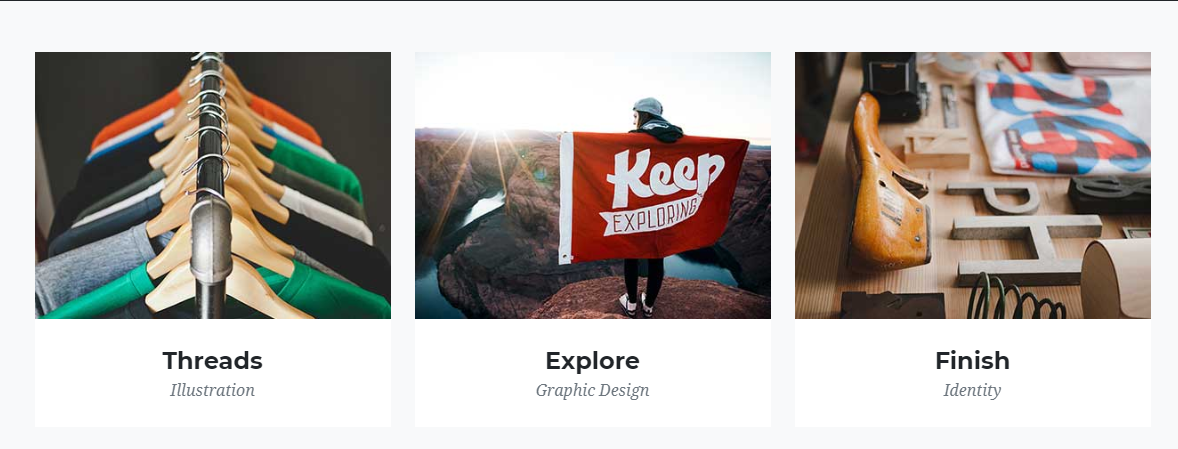 Keep
EXPLORING
P
H
Threads
Illustration
Explore
Graphic Design
Finish
Identity